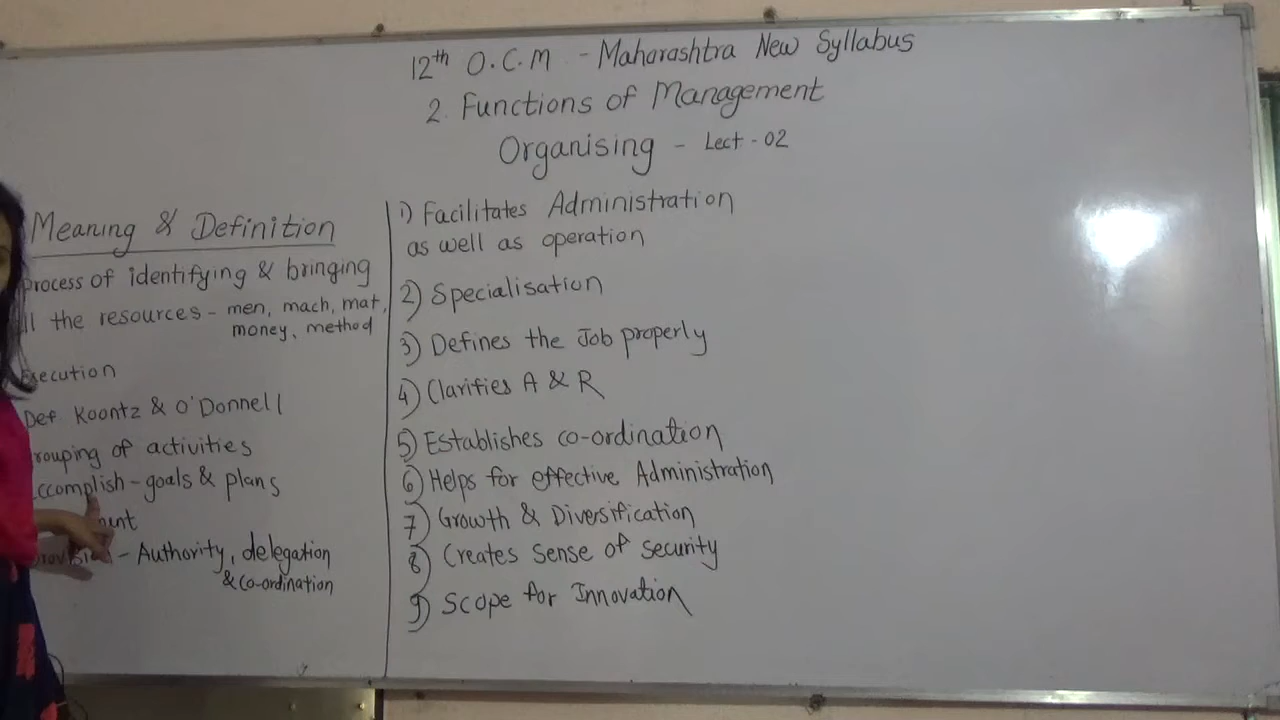 12th O.C.M - Maharashtra New Syllabus
2. Functions of Management
Organising - Lect - 02
Meaning & Definition
Process of identifying & bringing
the resources - men, mach, mat,
money, method
Execution
Def Koontz & O'Donnell
Grouping of activities
Accomplish - goals & plans
- Authority, delegation
& co-ordination
1) Facilitates Administration
as well as operation
2) Specialisation
3) Defines the Job properly
4) Clarifies A & R
5) Establishes co-ordination
6) Helps for effective Administration
7) Growth & Diversification
8) Creates sense of security
9) Scope for Innovation